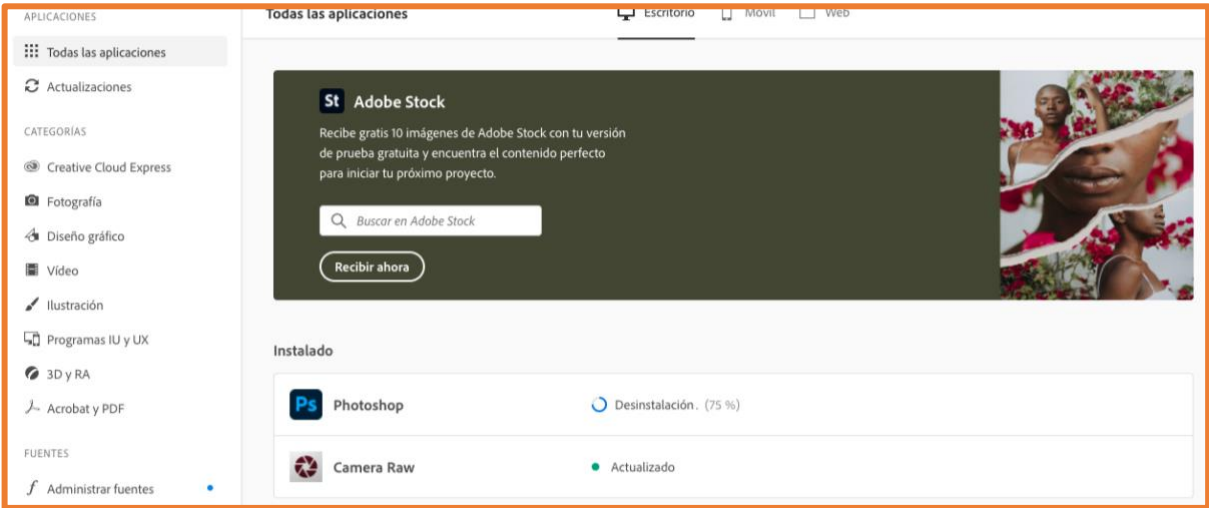 APLICACIONES
Todas las aplicaciones
Actualizaciones
CATEGORÍAS
Creative Cloud Express
Fotografía
Diseño gráfico
Vídeo
Ilustración
Programas IU y UX
3D y RA
Acrobat y PDF
FUENTES
Administrar fuentes
Todas las aplicaciones
Escritorio Móvil Web
St Adobe Stock
Recibe gratis 10 imágenes de Adobe Stock con tu versión
de prueba gratuita y encuentra el contenido perfecto
para iniciar tu próximo proyecto.
Buscar en Adobe Stock
Recibir ahora
Instalado
Ps Photoshop Desinstalación. (75 %)
Camera Raw Actualizado